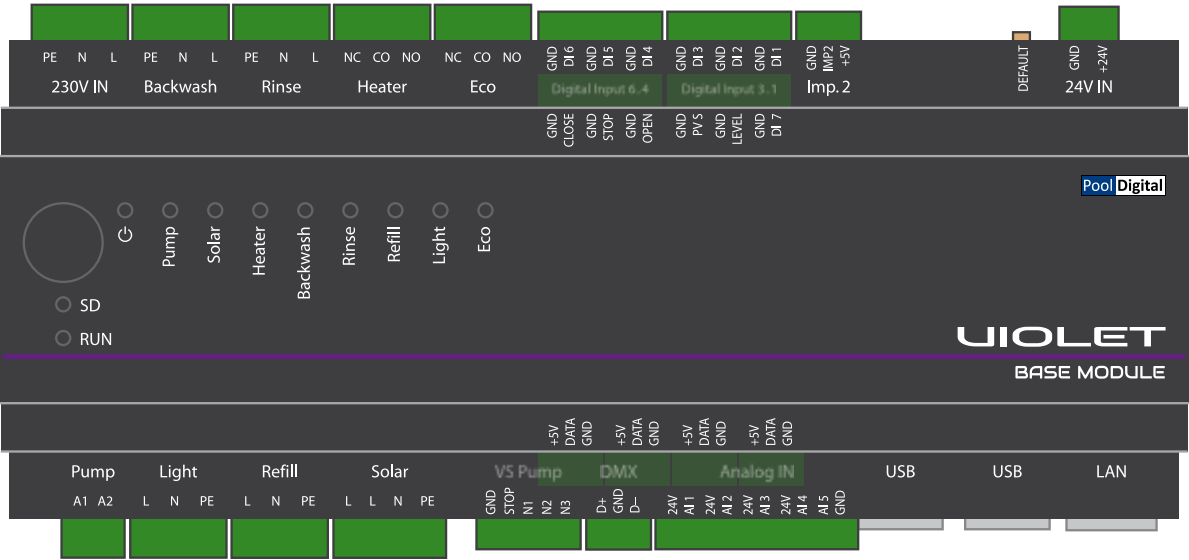 PE N L PE N L PE N L NC CO NO NC CO NO GND DI 6 GND DI 5 GND DI 4 GND DI 3 GND DI 2 GND DI 1 GND IMP2 +5V DEFAULT GND +24V
230V IN Backwash Rinse Heater Eco Digital Input 6..4 Digital Input 3..1 Imp. 2 24V IN
GND CLOSE GND STOP GND OPEN GND PV S GND LEVEL GND DI 7
Pool Digital
Pump Solar Heater Backwash Rinse Refill Light Eco
SD
RUN
VIOLET
BASE MODULE
+5V DATA GND +5V DATA GND +5V DATA GND +5V DATA GND
Pump Light Refill Solar VS Pump DMX Analog IN USB USB LAN
A1 A2 L N PE L N PE L L N PE GND STOP N1 N2 N3 D+ GND D– 24V AI 1 24V AI 2 24V AI 3 24V AI 4 AI 5 GND